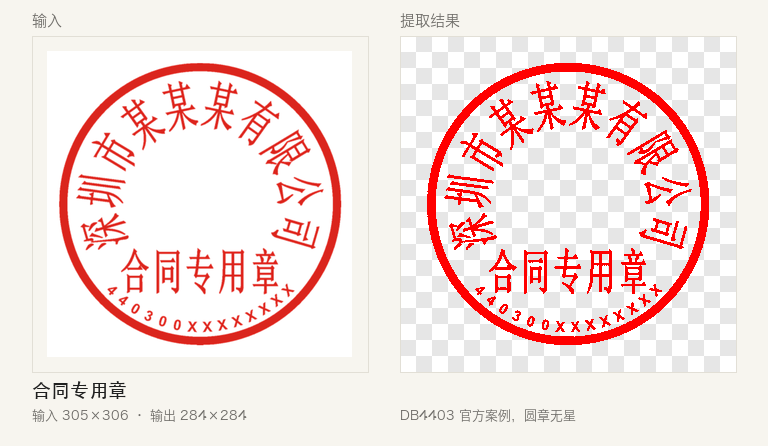 输入
提取结果
深圳市某某某有限公司
合同专用章
440300XXXXXXXX
深圳市某某某有限公司
合同专用章
440300XXXXXXXX
合同专用章
输入 305×306 · 输出 284×284
DB4403 官方案例，圆章无星